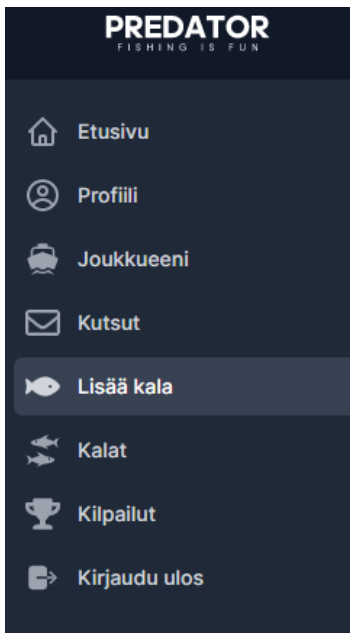 PREDATOR
FISHING IS FUN
Etusivu
Profiili
Joukkueeni
Kutsut
Lisää kala
Kalat
Kilpailut
Kirjaudu ulos